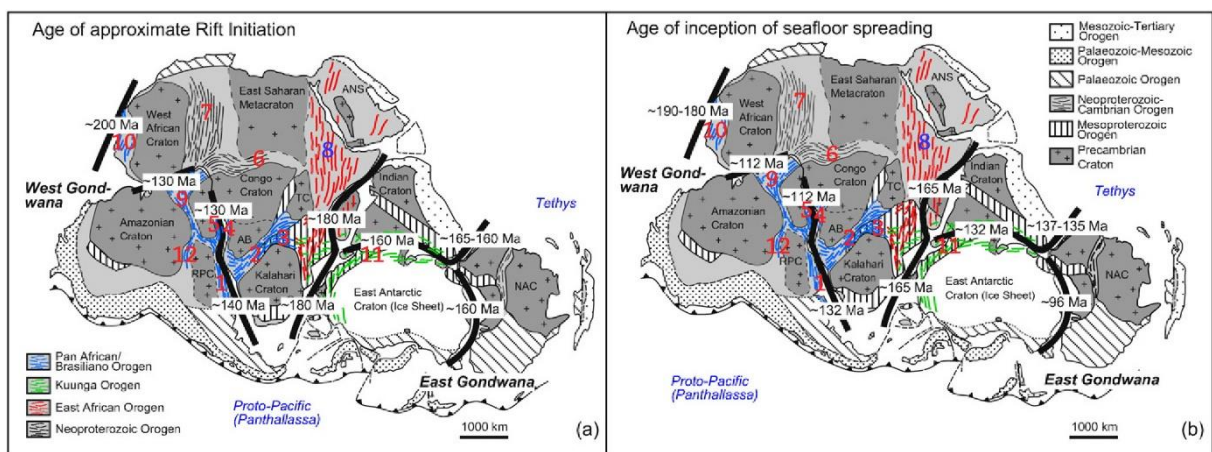 Age of approximate Rift Initiation
East Saharan
Metacraton
ANS
West
African
Craton
7
8
~200 Ma
10
6
~130 Ma
Congo
Craton
TC
Indian
Craton
West Gond-
wana
9
Amazonian
Craton
~130 Ma
5
4
AB
2
3
~180 Ma
~160 Ma
11
~165-160 Ma
Tethys
12
RPC
1
Kalahari
Craton
~140 Ma
~180 Ma
East Antarctic
Craton (Ice Sheet)
~160 Ma
NAC
East Gondwana
Pan African/
Brasiliano Orogen
Kuunga Orogen
East African Orogen
Neoproterozoic Orogen
Proto-Pacific
(Panthallassa)
1000 km
(a)
Age of inception of seafloor spreading
Mesozoic-Tertiary
Orogen
Palaeozoic-Mesozoic
Orogen
Palaeozoic Orogen
Neoproterozoic-
Cambrian Orogen
Mesoproterozoic
Orogen
Precambrian
Craton
East Saharan
Metacraton
ANS
West
African
Craton
7
8
~190-180 Ma
10
6
~112 Ma
Congo
Craton
TC
Indian
Craton
West Gond-
wana
9
Amazonian
Craton
~112 Ma
5
4
AB
2
3
~165 Ma
~132 Ma
11
~137-135 Ma
Tethys
12
RPC
1
Kalahari
Craton
~132 Ma
~165 Ma
East Antarctic
Craton (Ice Sheet)
~96 Ma
NAC
East Gondwana
Proto-Pacific
(Panthallassa)
1000 km
(b)